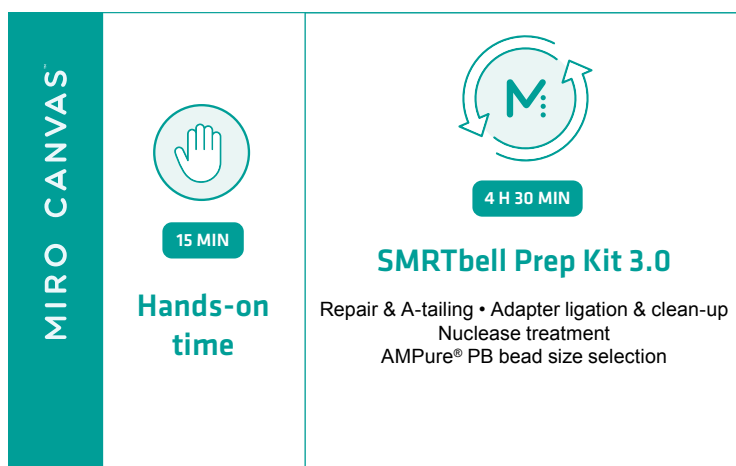 MIRO CANVAS™
15 MIN
Hands-on
time
M
4 H 30 MIN
SMRTbell Prep Kit 3.0
Repair & A-tailing • Adapter ligation & clean-up
Nuclease treatment
AMPure® PB bead size selection